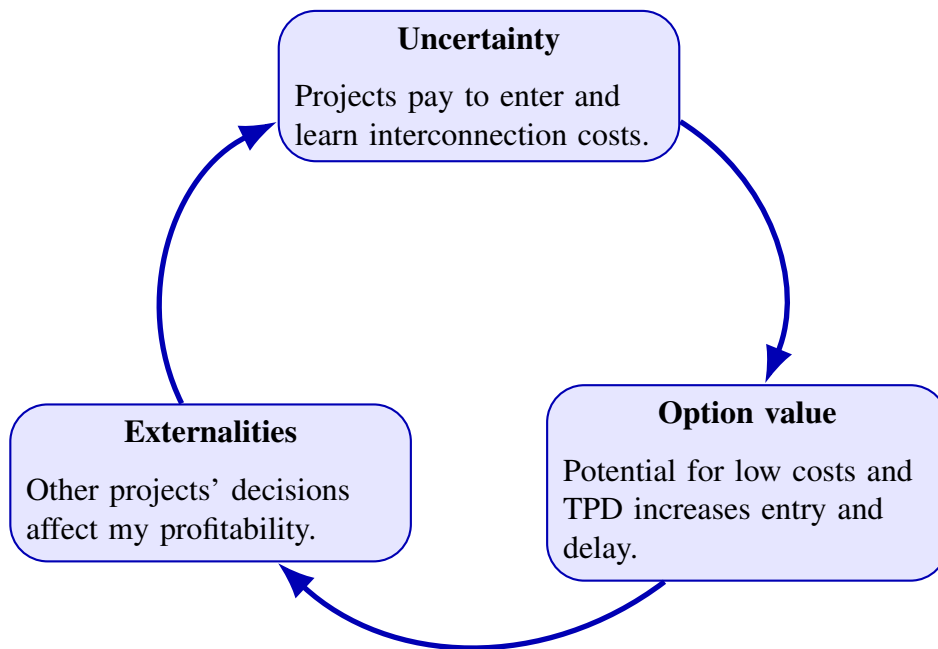 Uncertainty
Projects pay to enter and
learn interconnection costs.
Externalities
Other projects’ decisions
affect my profitability.
Option value
Potential for low costs and
TPD increases entry and
delay.